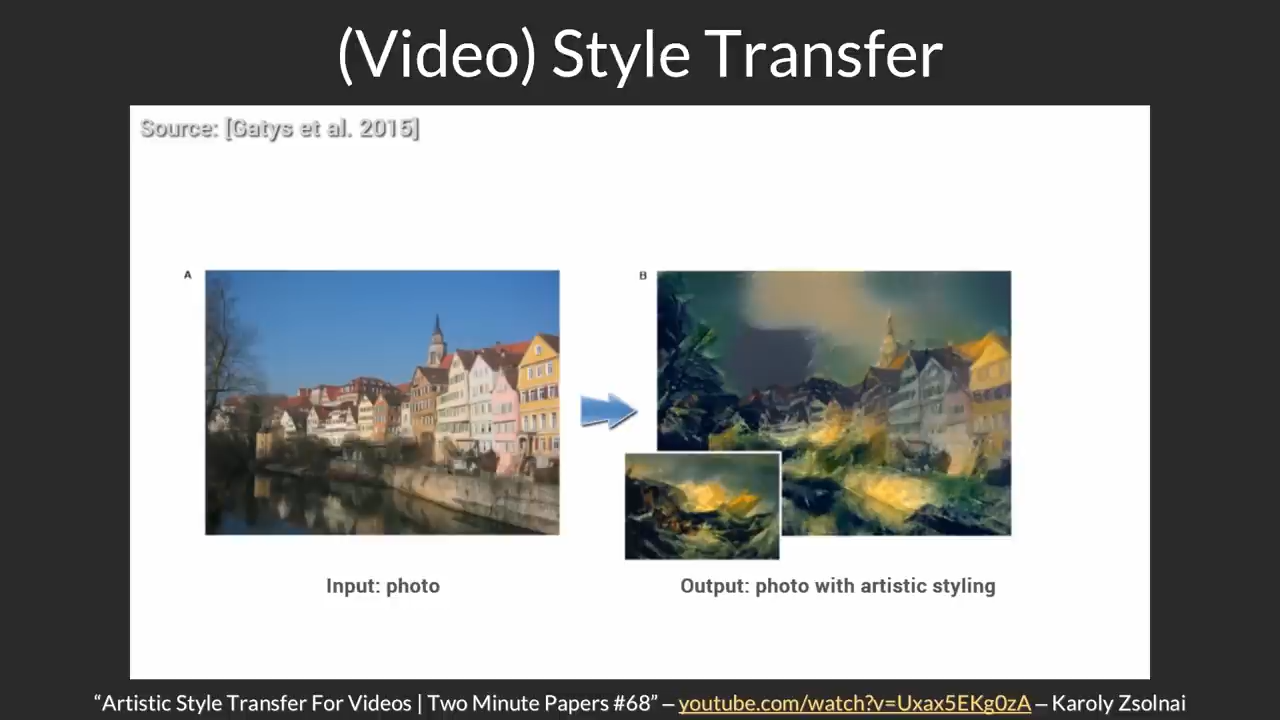 (Video) Style Transfer
Source: [Gatys et al. 2015]
A
B
Input: photo
Output: photo with artistic styling
“Artistic Style Transfer For Videos | Two Minute Papers #68” – youtube.com/watch?v=Uxax5EKg0zA – Karoly Zsolnai